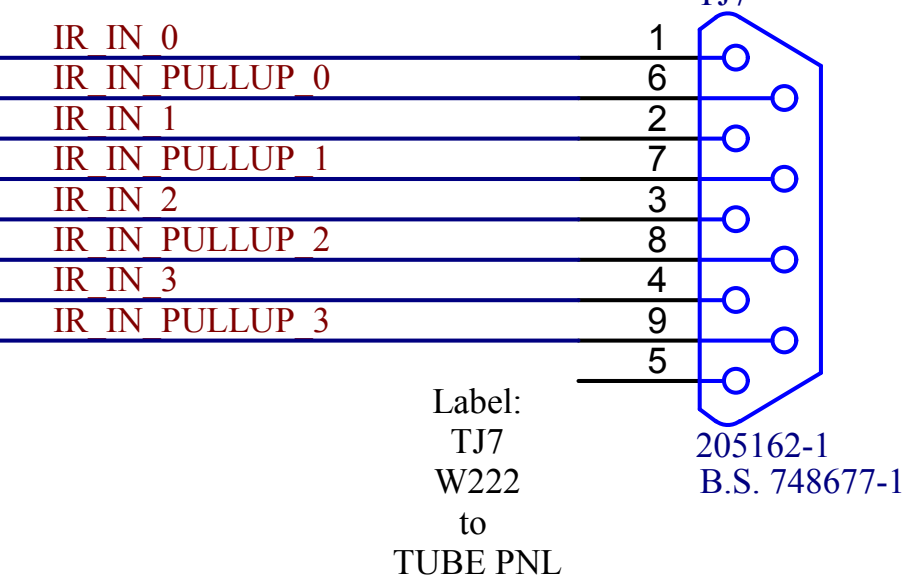 TJ7
IR_IN_0 1
IR_IN_PULLUP_0 6
IR_IN_1 2
IR_IN_PULLUP_1 7
IR_IN_2 3
IR_IN_PULLUP_2 8
IR_IN_3 4
IR_IN_PULLUP_3 9
5
Label:
TJ7
W222
to
TUBE PNL
205162-1
B.S. 748677-1